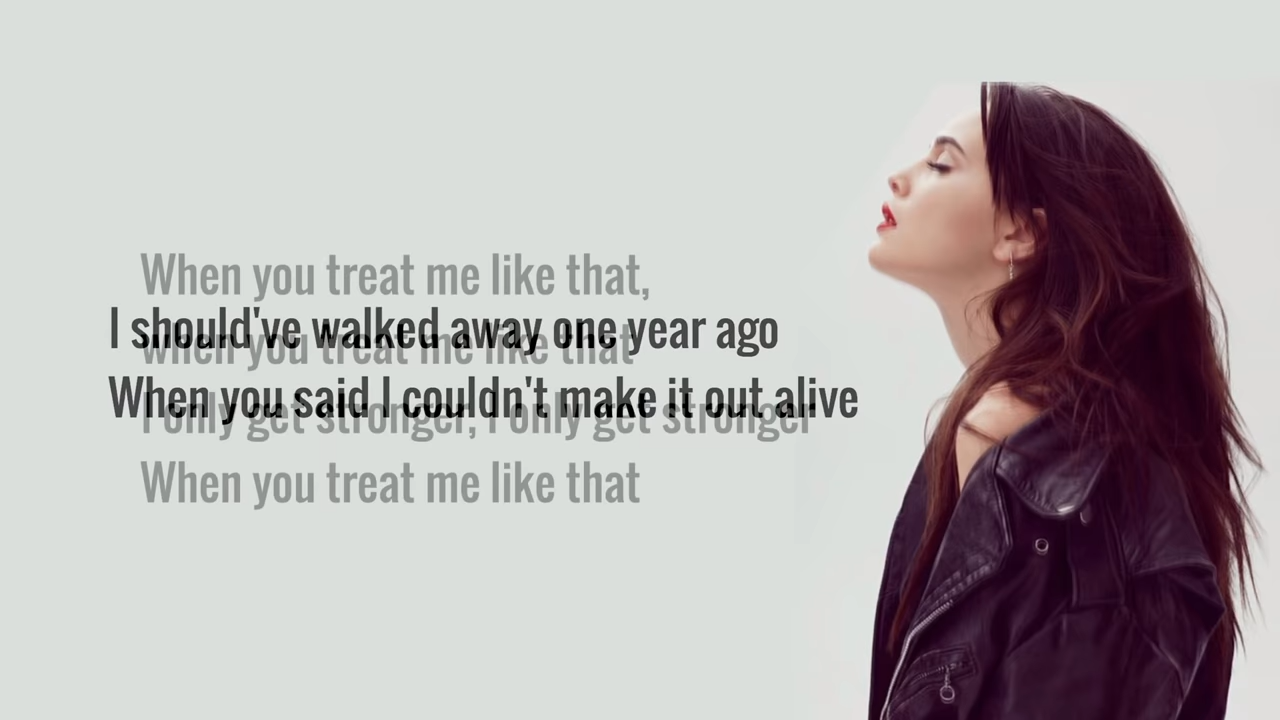 When you treat me like that,
I should've walked away one year ago
when you treat me like that
When you said I couldn't make it out alive
I only get stronger, I only get stronger
When you treat me like that